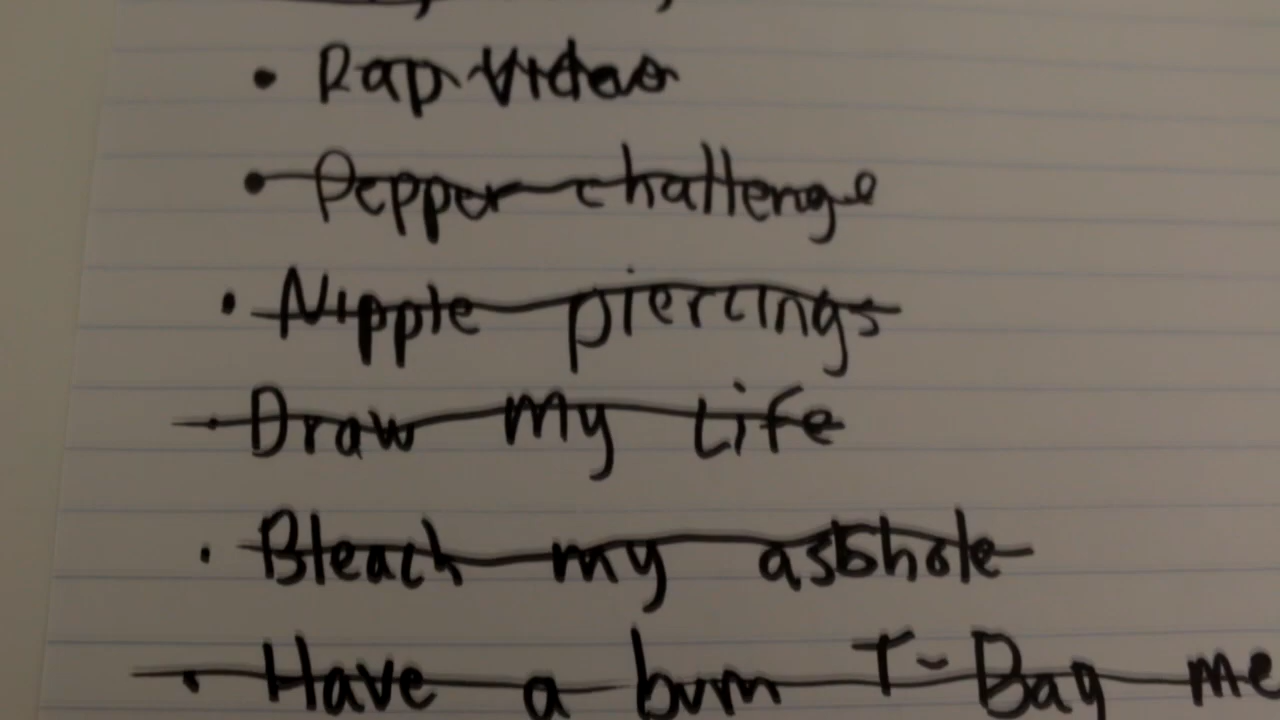 • Rap Video
• Pepper challenge
• Nipple piercings
• Draw my Life
• Bleach my asshole
• Have a bum T-Bag me